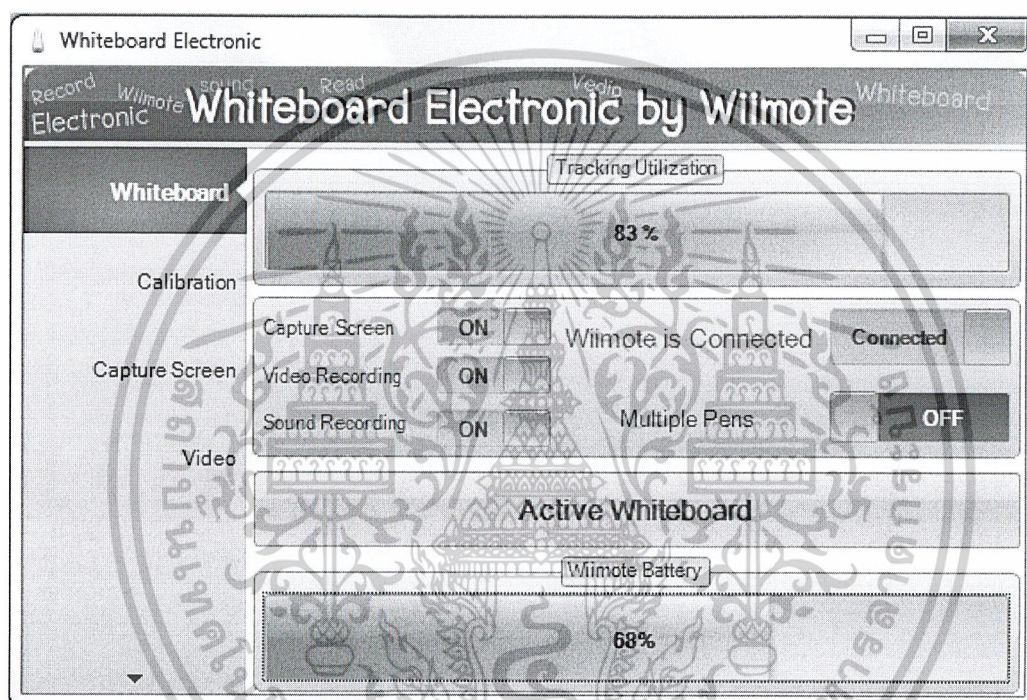 Whiteboard Electronic
Record Wiimote sound Read Vedio Whiteboard
Electronic
Whiteboard Electronic by Wiimote
Whiteboard
Calibration
Capture Screen
Video
Tracking Utilization
83 %
Capture Screen ON
Video Recording ON
Sound Recording ON
Wiimote is Connected Connected
Multiple Pens OFF
Active Whiteboard
Wiimote Battery
68%